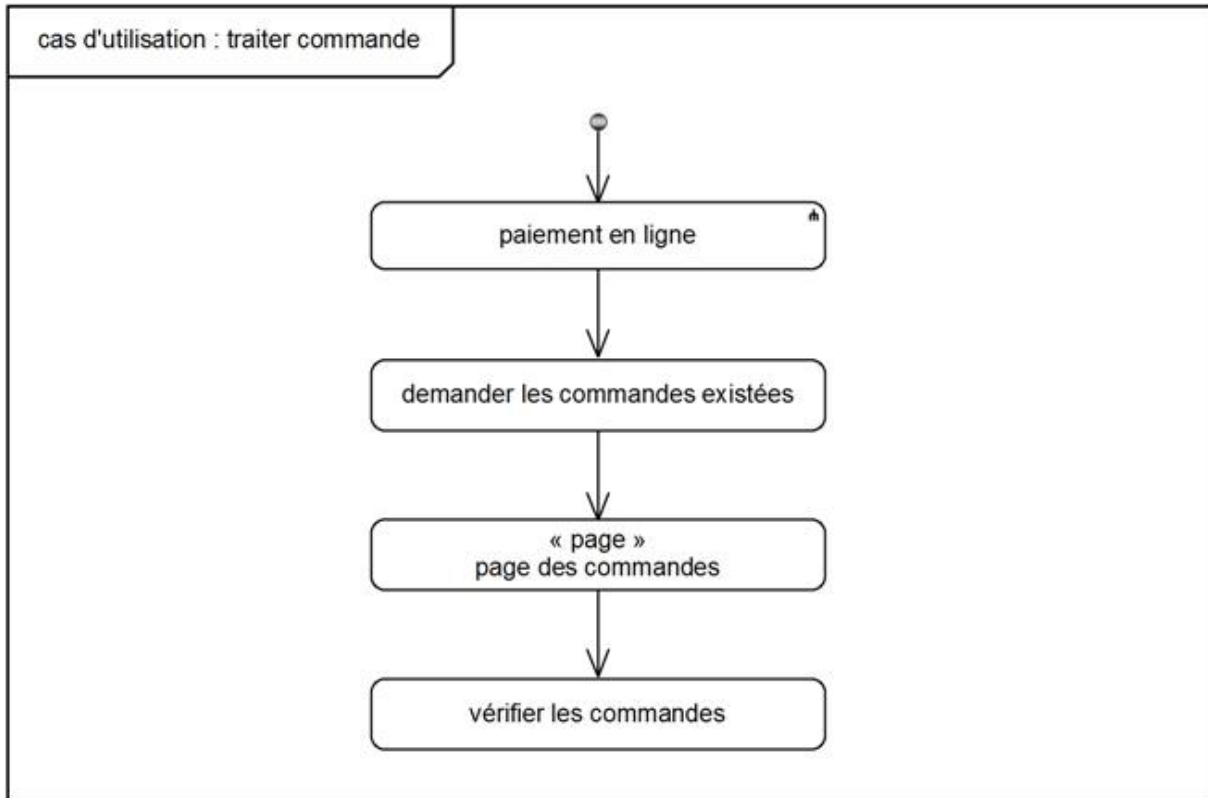 cas d'utilisation : traiter commande
paiement en ligne
demander les commandes existées
« page »
page des commandes
vérifier les commandes